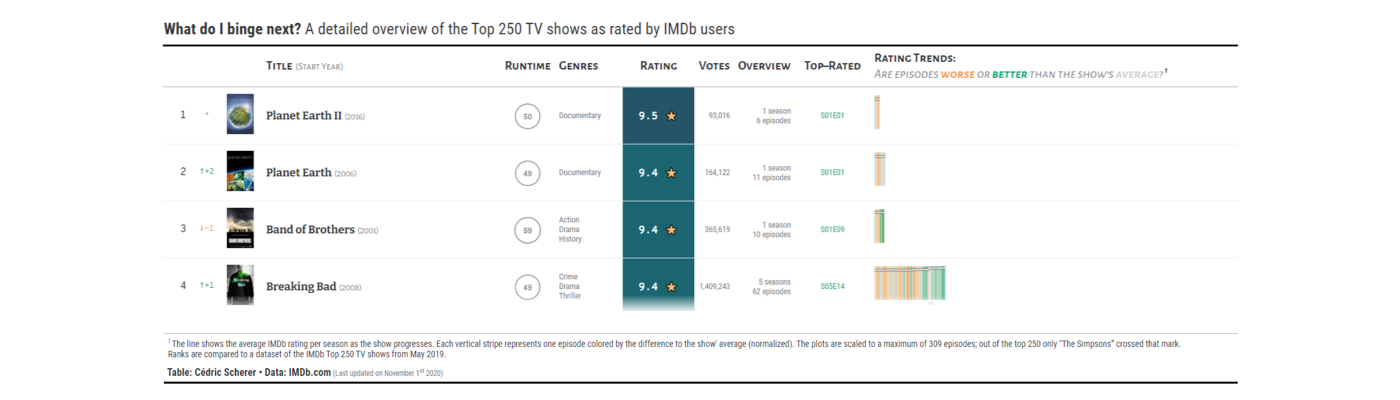 What do I binge next? A detailed overview of the Top 250 TV shows as rated by IMDb users
TITLE (START YEAR) RUNTIME GENRES RATING VOTES OVERVIEW TOP-RATED RATING TRENDS:
ARE EPISODES WORSE OR BETTER THAN THE SHOW'S AVERAGE? ¹
1 • Planet Earth II (2016) 50 Documentary 9.5 ★ 93,016 1 season S01E01
6 episodes
2 ↑+2 Planet Earth (2006) 49 Documentary 9.4 ★ 164,122 1 season S01E01
11 episodes
3 ↓−1 Band of Brothers (2001) 59 Action 9.4 ★ 365,619 1 season S01E09
Drama 10 episodes
History
4 ↑+1 Breaking Bad (2008) 49 Crime 9.4 ★ 1,409,243 5 seasons S05E14
Drama 62 episodes
Thriller
¹ The line shows the average IMDb rating per season as the show progresses. Each vertical stripe represents one episode colored by the difference to the show' average (normalized). The plots are scaled to a maximum of 309 episodes; out of the top 250 only "The Simpsons" crossed that mark.
Ranks are compared to a dataset of the IMDb Top 250 TV shows from May 2019.
Table: Cédric Scherer • Data: IMDb.com (Last updated on November 1st 2020)